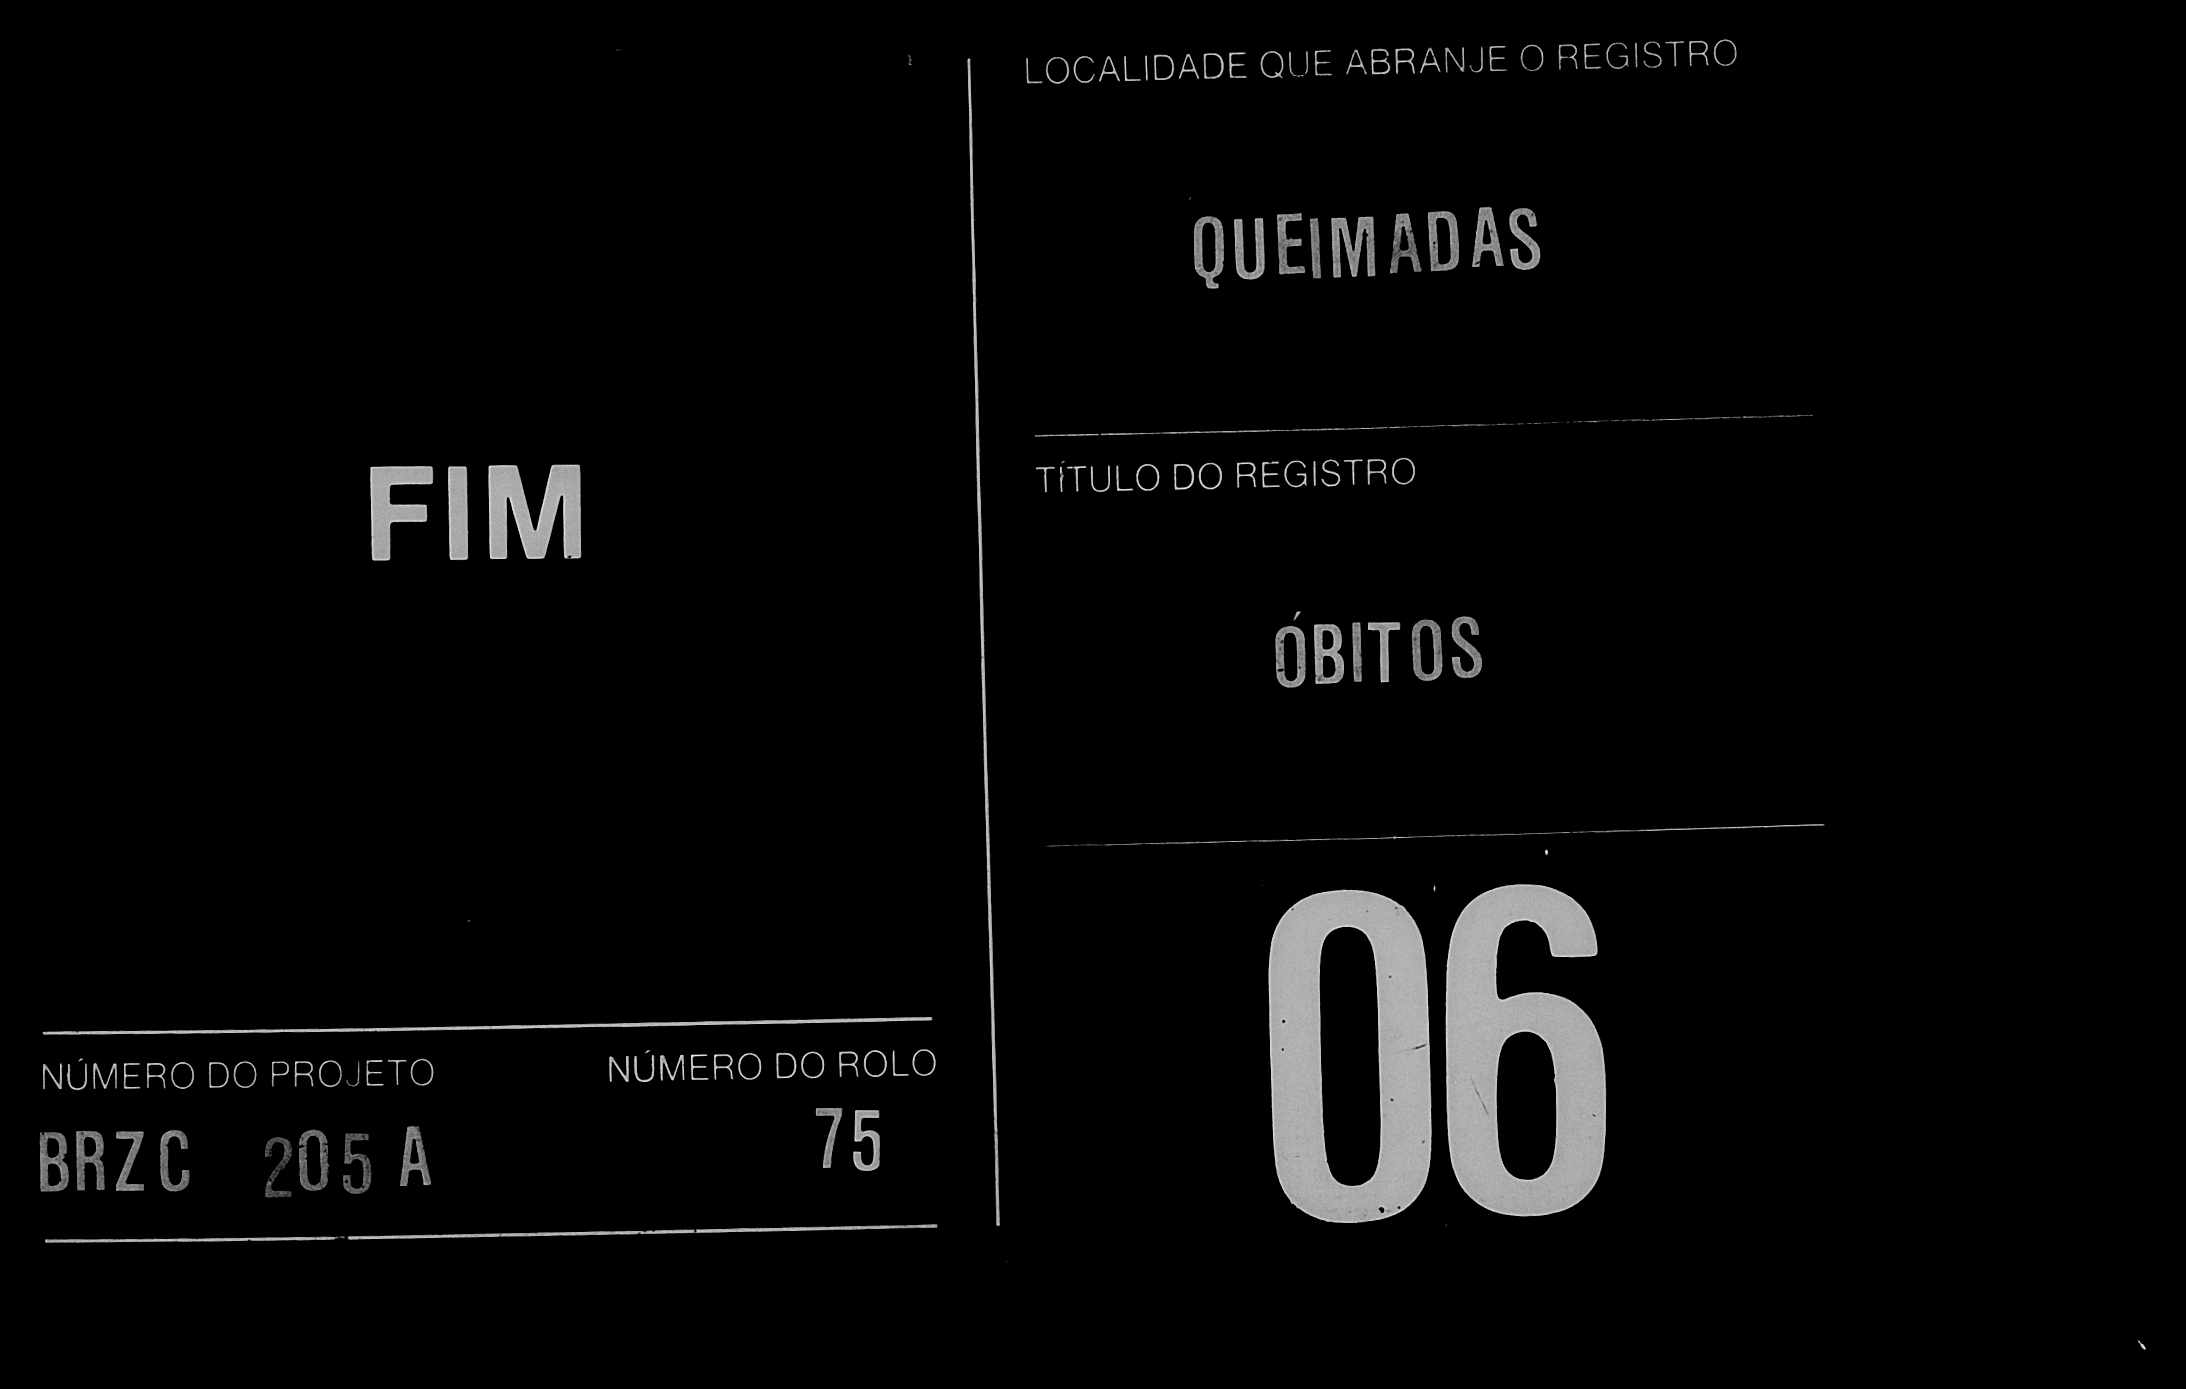 FIM
NÚMERO DO PROJETO
BRZC 205 A
NÚMERO DO ROLO
75
LOCALIDADE QUE ABRANJE O REGISTRO
QUEIMADAS
TÍTULO DO REGISTRO
ÓBITOS
06